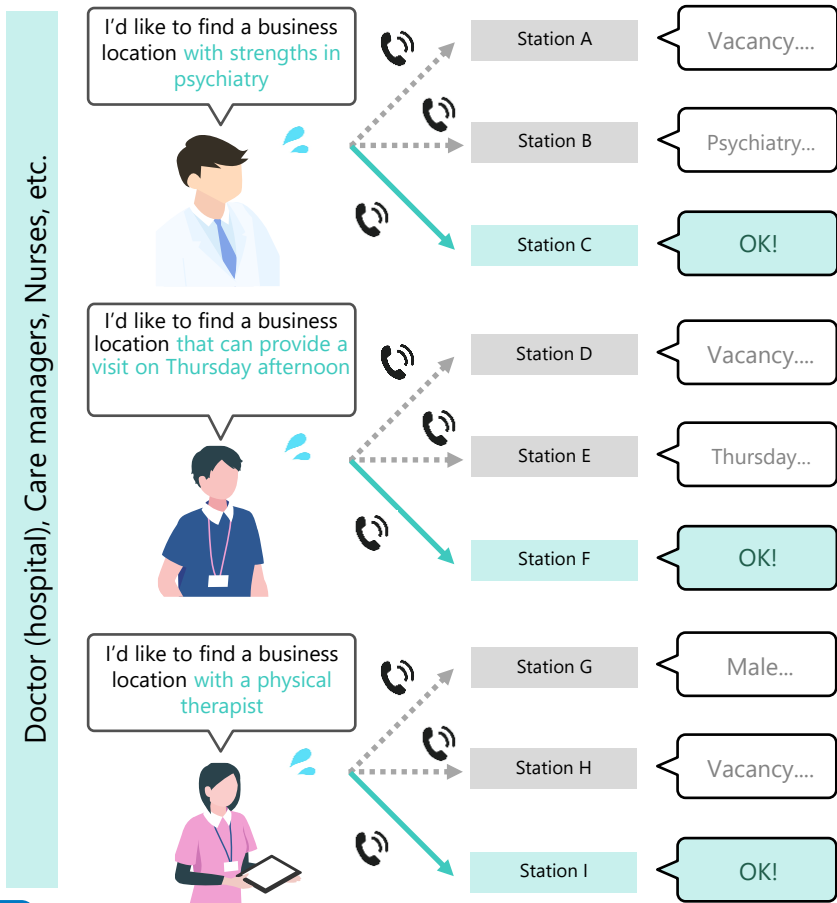 Doctor (hospital), Care managers, Nurses, etc.
I'd like to find a business
location with strengths in
psychiatry
Station A
Vacancy....
Station B
Psychiatry...
Station C
OK!
I'd like to find a business
location that can provide a
visit on Thursday afternoon
Station D
Vacancy....
Station E
Thursday...
Station F
OK!
I'd like to find a business
location with a physical
therapist
Station G
Male...
Station H
Vacancy....
Station I
OK!